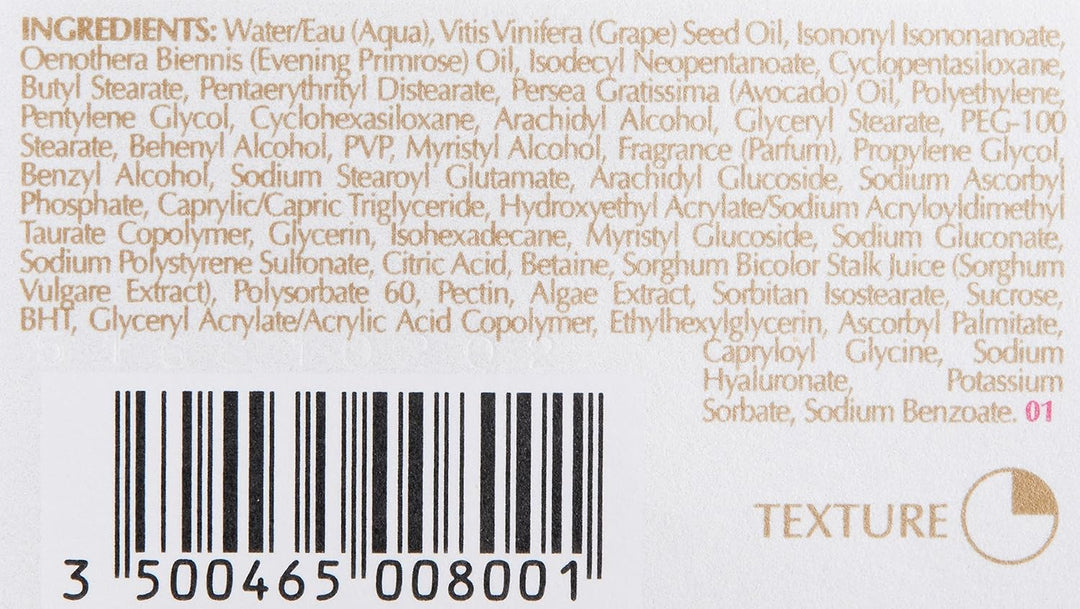 INGREDIENTS: Water/Eau (Aqua), Vitis Vinifera (Grape) Seed Oil, Isononyl Isononanoate,
Oenothera Biennis (Evening Primrose) Oil, Isodecyl Neopentanoate, Cyclopentasiloxane,
Butyl Stearate, Pentaerythrityl Distearate, Persea Gratissima (Avocado) Oil, Polyethylene,
Pentylene Glycol, Cyclohexasiloxane, Arachidyl Alcohol, Glyceryl Stearate, PEG-100
Stearate, Behenyl Alcohol, PVP, Myristyl Alcohol, Fragrance (Parfum), Propylene Glycol,
Benzyl Alcohol, Sodium Stearoyl Glutamate, Arachidyl Glucoside, Sodium Ascorbyl
Phosphate, Caprylic/Capric Triglyceride, Hydroxyethyl Acrylate/Sodium Acryloyldimethyl
Taurate Copolymer, Glycerin, Isohexadecane, Myristyl Glucoside, Sodium Gluconate,
Sodium Polystyrene Sulfonate, Citric Acid, Betaine, Sorghum Bicolor Stalk Juice (Sorghum
Vulgare Extract), Polysorbate 60, Pectin, Algae Extract, Sorbitan Isostearate, Sucrose,
BHT, Glyceryl Acrylate/Acrylic Acid Copolymer, Ethylhexylglycerin, Ascorbyl Palmitate,
Capryloyl Glycine, Sodium
Hyaluronate, Potassium
Sorbate, Sodium Benzoate. 01
TEXTURE
3 500465 008001